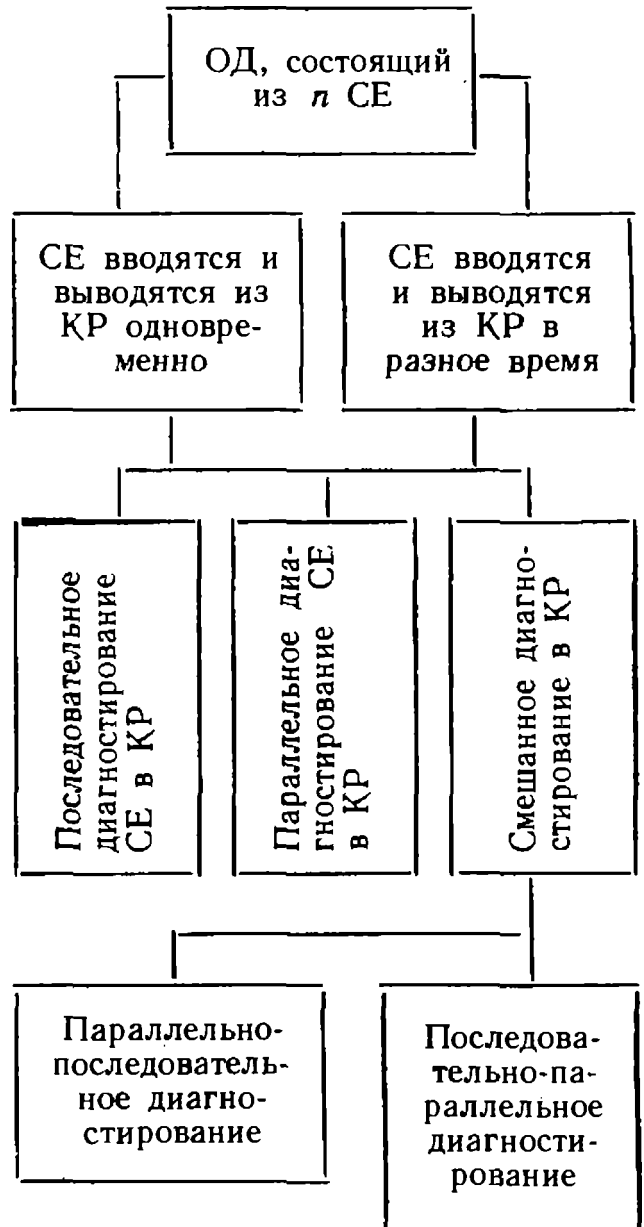 ОД, состоящий
из n СЕ
СЕ вводятся и
выводятся из
КР одновре-
менно
СЕ вводятся
и выводятся
из КР в
разное время
Последовательное
диагностирование
СЕ в КР
Параллельное диа-
гностирование СЕ
в КР
Смешанное диагно-
стирование в КР
Параллельно-
последователь-
ное диагно-
стирование
Последова-
тельно-па-
раллельное
диагности-
рование